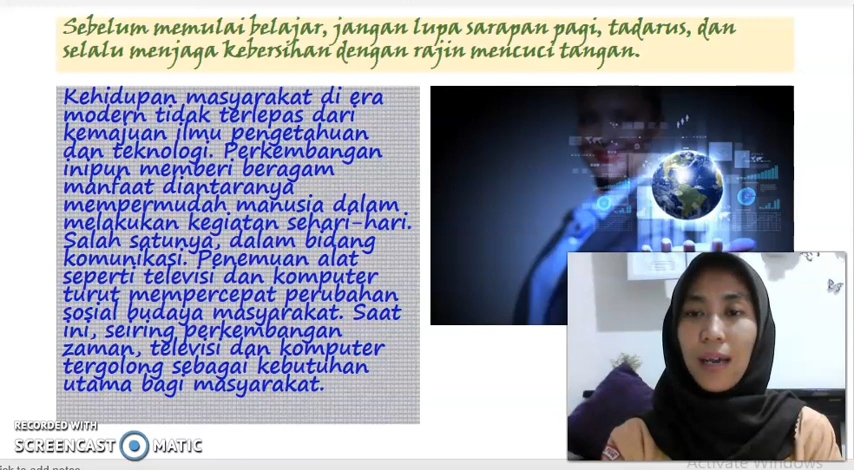 Sebelum memulai belajar, jangan lupa sarapan pagi, tadarus, dan
selalu menjaga kebersihan dengan rajin mencuci tangan.
Kehidupan masyarakat di era
modern tidak terlepas dari
kemajuan ilmu pengetahuan
dan teknologi. Perkembangan
inipun memberi beragam
manfaat diantaranya
mempermudah manusia dalam
melakukan kegiatan sehari-hari.
Salah satunya, dalam bidang
komunikasi. Penemuan alat
seperti televisi dan komputer
turut mempercepat perubahan
sosial budaya masyarakat. Saat
ini, seiring perkembangan
zaman, televisi dan komputer
tergolong sebagai kebutuhan
utama bagi masyarakat.
RECORDED WITH
SCREENCAST MATIC
Activate Windows
to add notes